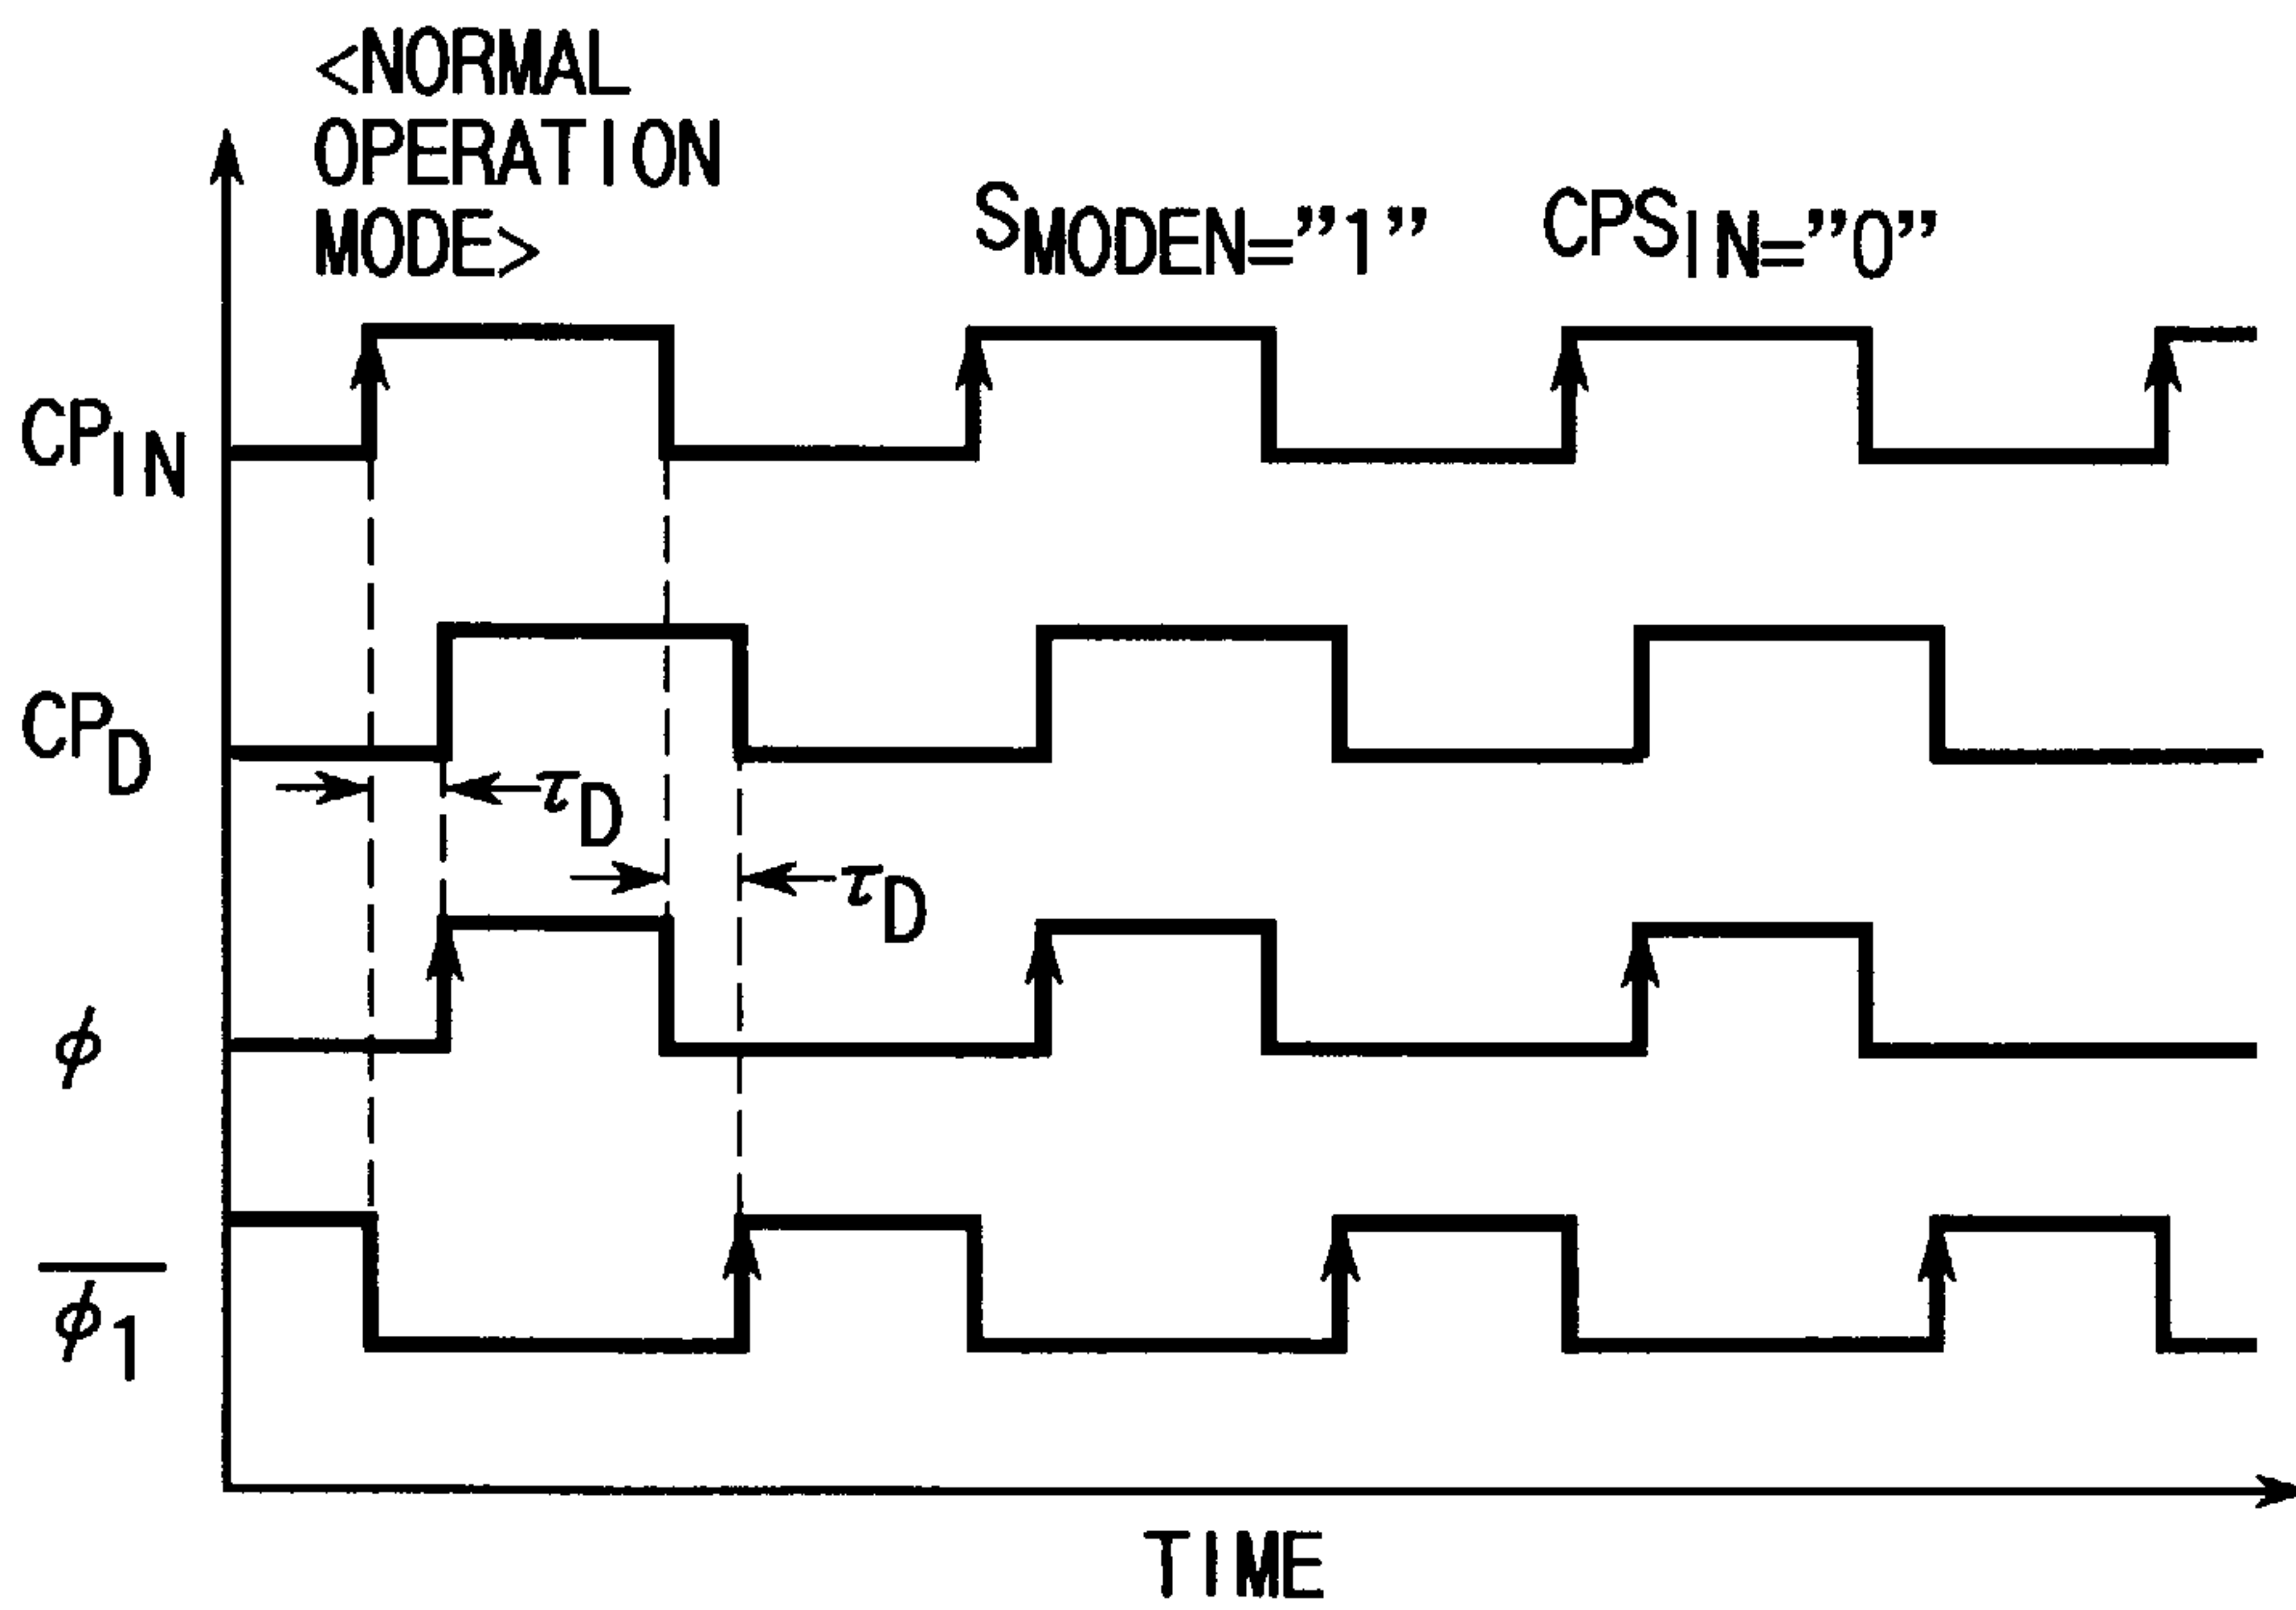 <NORMAL
OPERATION
MODE>
SMODEN="1" CPSIN="0"
CPIN
CPD
τD
τD
ϕ
ϕ1
TIME